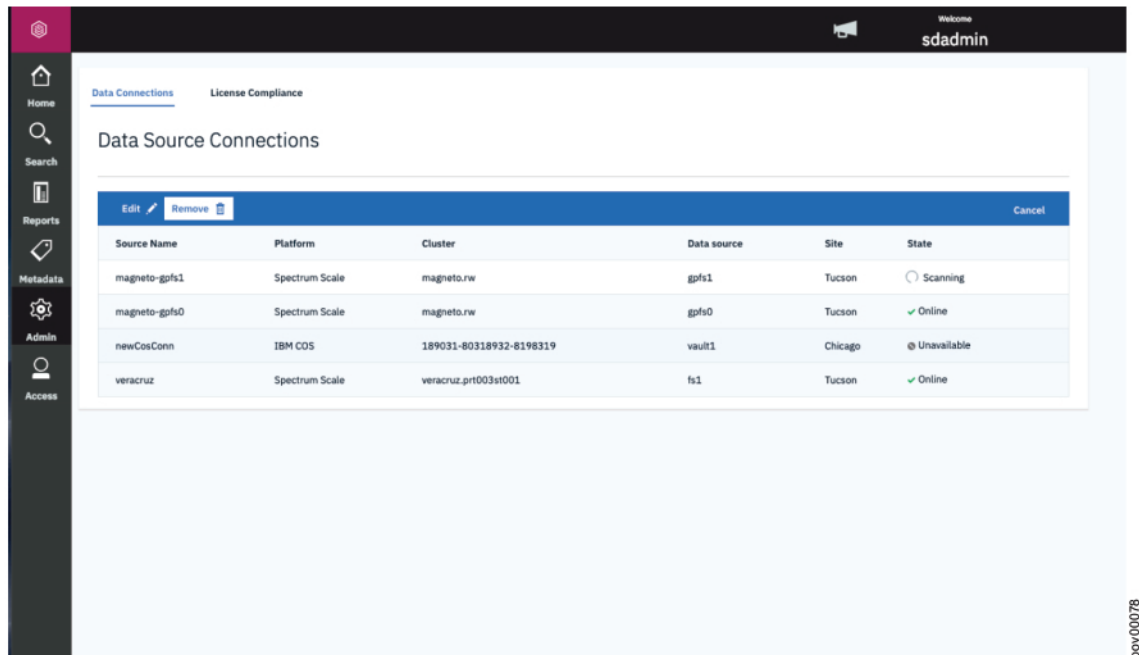 Welcome
sdadmin
Home
Search
Reports
Metadata
Admin
Access
Data Connections License Compliance
Data Source Connections
Edit Remove Cancel
Source Name Platform Cluster Data source Site State
magneto-gpfs1 Spectrum Scale magneto.rw gpfs1 Tucson Scanning
magneto-gpfs0 Spectrum Scale magneto.rw gpfs0 Tucson Online
newCosConn IBM COS 189031-80318932-8198319 vault1 Chicago Unavailable
veracruz Spectrum Scale veracruz.prt003st001 fs1 Tucson Online